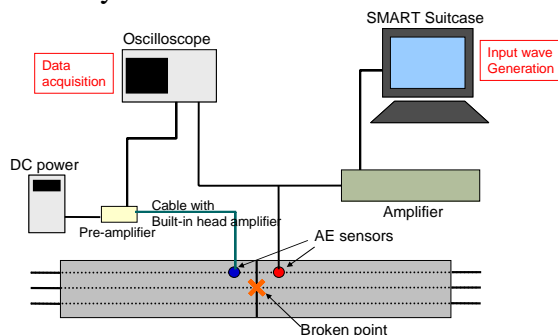 SMART Suitcase
Oscilloscope
Data
acquisition
Input wave
Generation
DC power
Cable with
Built-in head amplifier
Pre-amplifier
Amplifier
AE sensors
Broken point